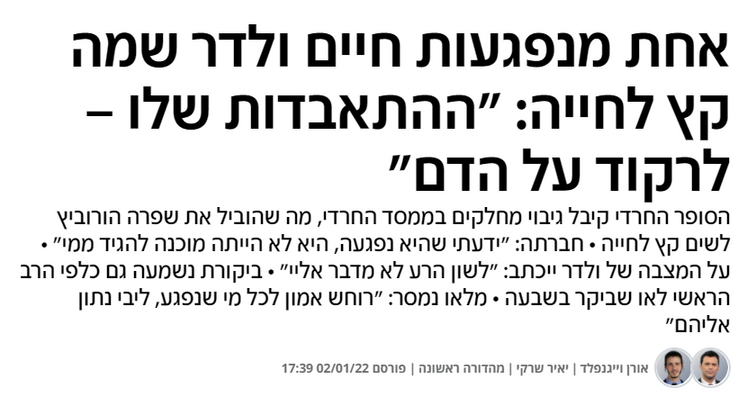 אחת מנפגעות חיים ולדר שמה
קץ לחייה: "ההתאבדות שלו –
לרקוד על הדם"
הסופר החרדי קיבל גיבוי מחלקים בממסד החרדי, מה שהוביל את שפרה הורוביץ
לשים קץ לחייה • חברתה: "ידעתי שהיא נפגעה, היא לא הייתה מוכנה להגיד ממי" •
על המצבה של ולדר ייכתב: "לשון הרע לא מדבר אליי" • ביקורת נשמעה גם כלפי הרב
הראשי לאו שביקר בשבעה • מלאו נמסר: "רוחש אמון לכל מי שנפגע, ליבי נתון
אליהם"
אורן וייגנפלד | יאיר שרקי | מהדורה ראשונה | פורסם 02/01/22 17:39